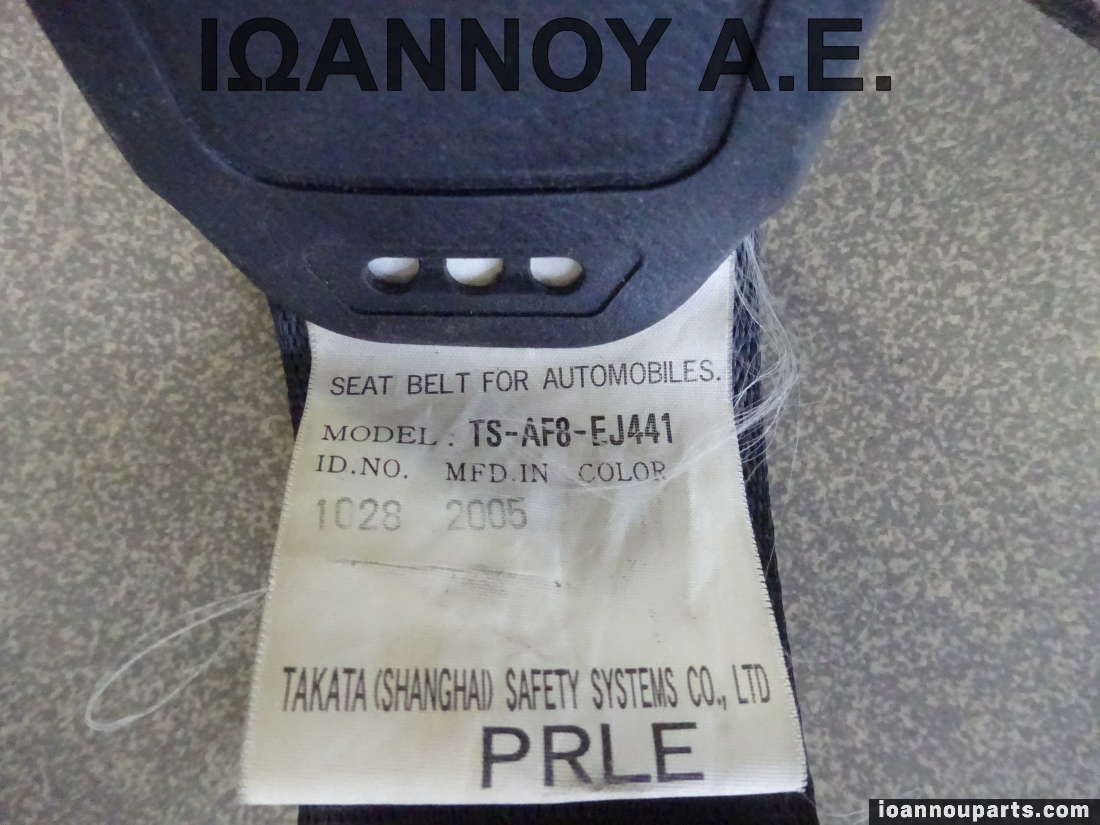 ΙΩΑΝΝΟΥ Α.Ε.
SEAT BELT FOR AUTOMOBILES.
MODEL . TS-AF8-EJ441
ID.NO. MFD.IN COLOR
1028 2005
TAKATA (SHANGHAI) SAFETY SYSTEMS CO., LTD
PRLE
ioannouparts.com